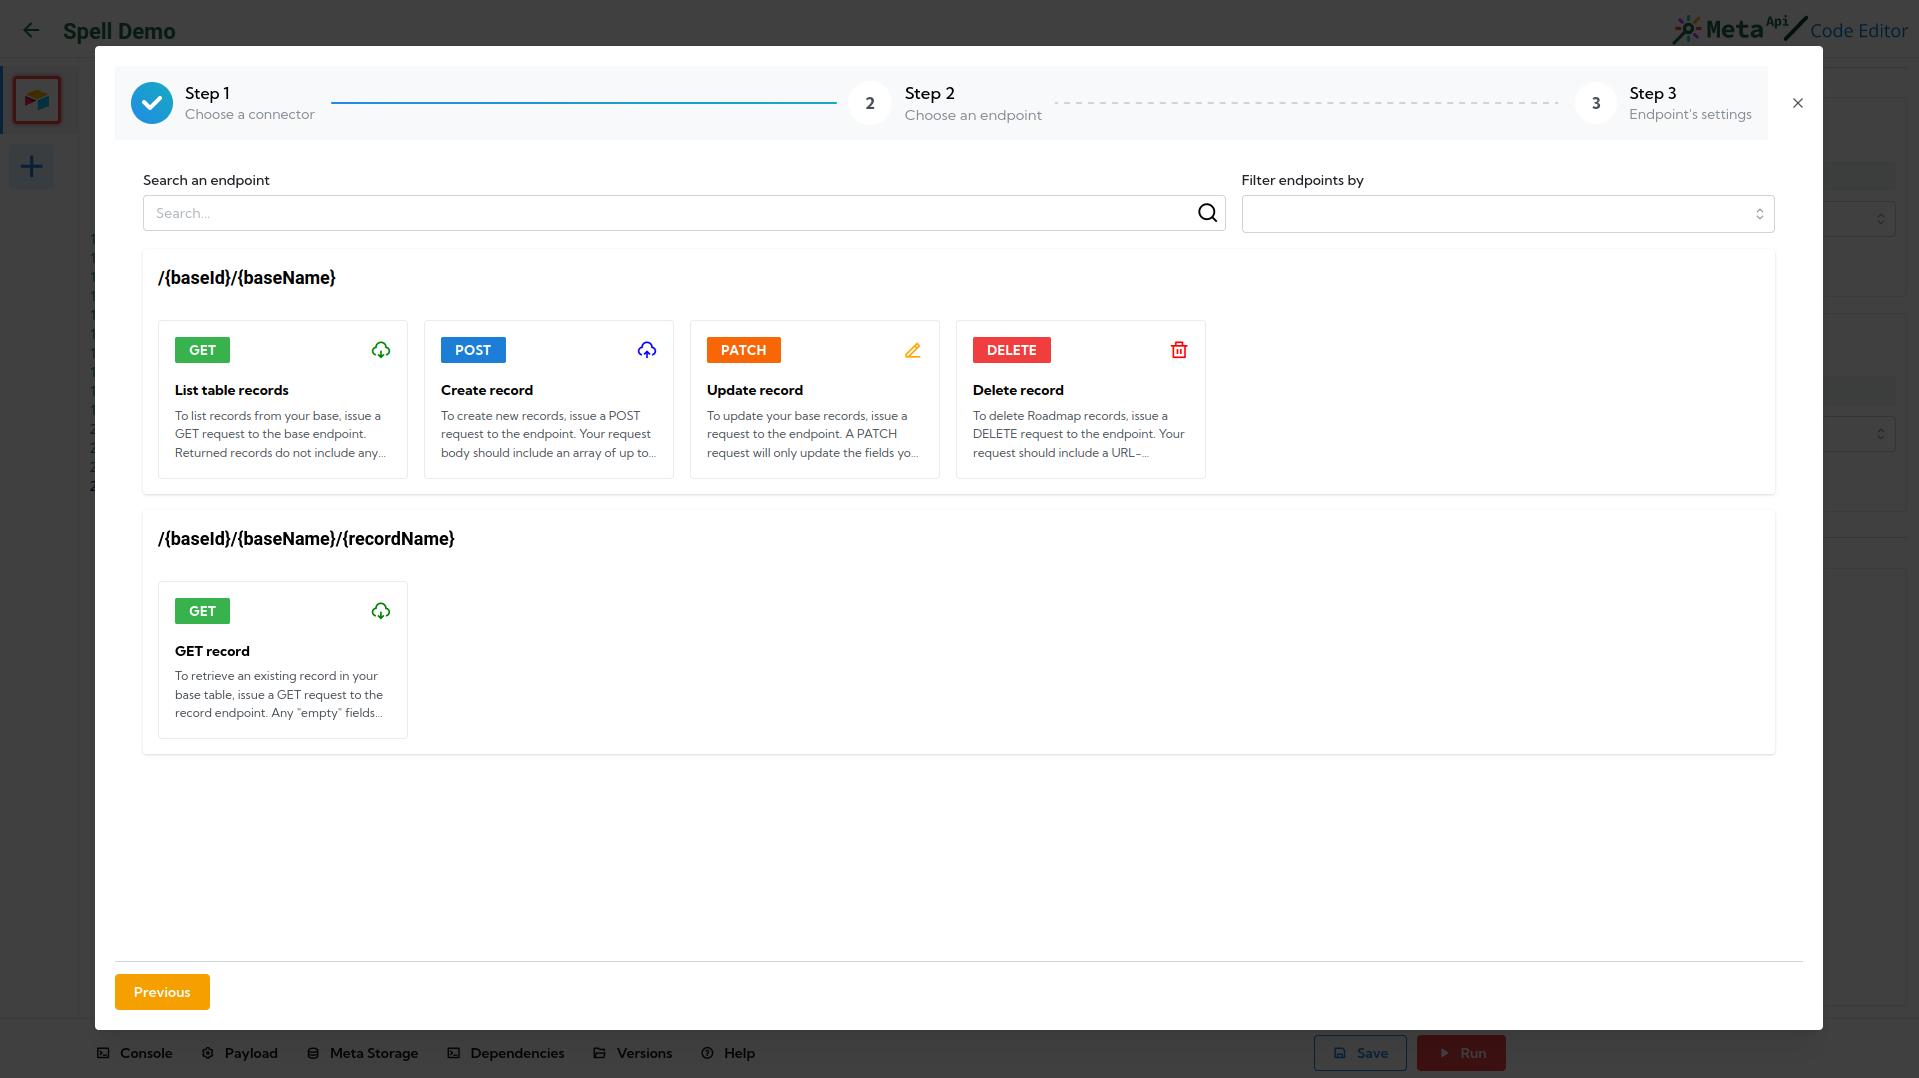 Spell Demo
Meta Api / Code Editor
Step 1
Choose a connector
2
Step 2
Choose an endpoint
3
Step 3
Endpoint's settings
Search an endpoint
Search...
Filter endpoints by
/{baseId}/{baseName}
GET
List table records
To list records from your base, issue a
GET request to the base endpoint.
Returned records do not include any...
POST
Create record
To create new records, issue a POST
request to the endpoint. Your request
body should include an array of up to...
PATCH
Update record
To update your base records, issue a
request to the endpoint. A PATCH
request will only update the fields yo...
DELETE
Delete record
To delete Roadmap records, issue a
DELETE request to the endpoint. Your
request should include a URL-...
/{baseId}/{baseName}/{recordName}
GET
GET record
To retrieve an existing record in your
base table, issue a GET request to the
record endpoint. Any "empty" fields...
Previous
Console
Payload
Meta Storage
Dependencies
Versions
Help
Save
Run